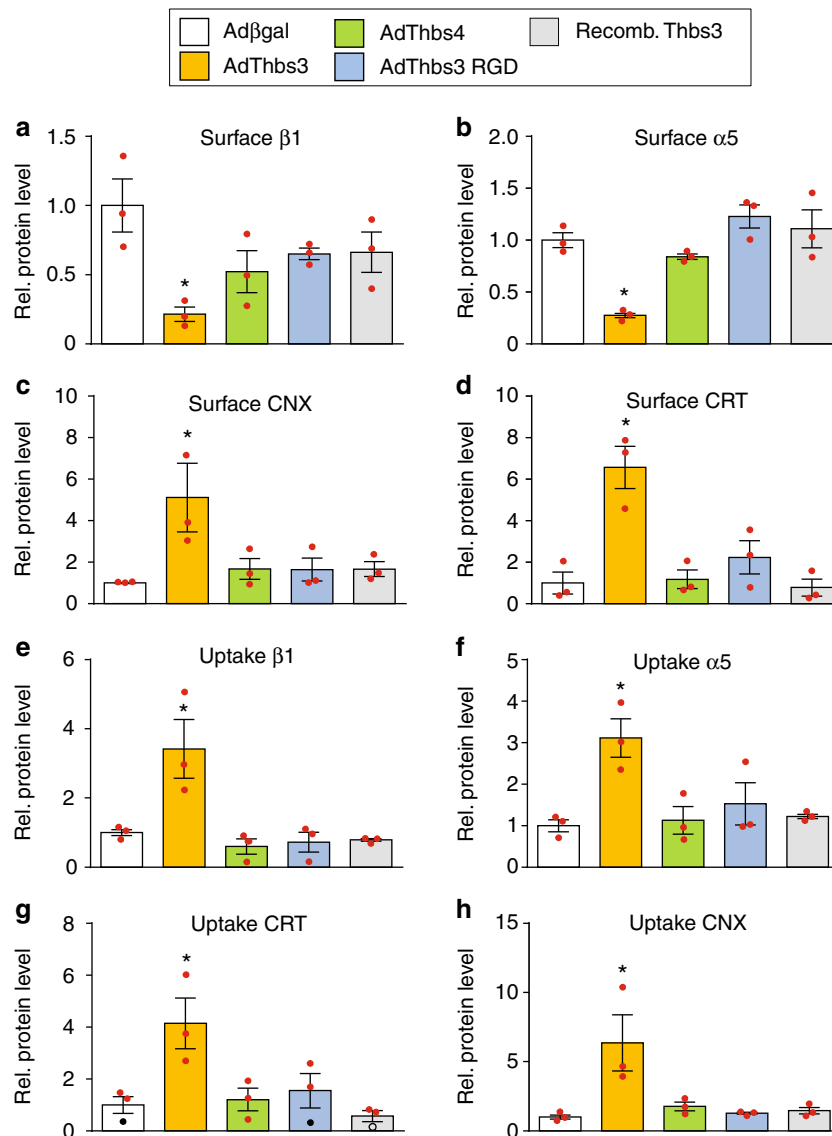 Adβgal
AdThbs4
Recomb. Thbs3
AdThbs3
AdThbs3 RGD
a
Surface β1
Rel. protein level
1.5
1.0
0.5
0
*
b
Surface α5
Rel. protein level
2.0
1.5
1.0
0.5
0
*
c
Surface CNX
Rel. protein level
10
8
6
4
2
0
*
d
Surface CRT
Rel. protein level
10
8
6
4
2
0
*
e
Uptake β1
Rel. protein level
6
4
2
0
*
f
Uptake α5
Rel. protein level
5
4
3
2
1
0
*
g
Uptake CRT
Rel. protein level
8
6
4
2
0
*
h
Uptake CNX
Rel. protein level
15
10
5
0
*